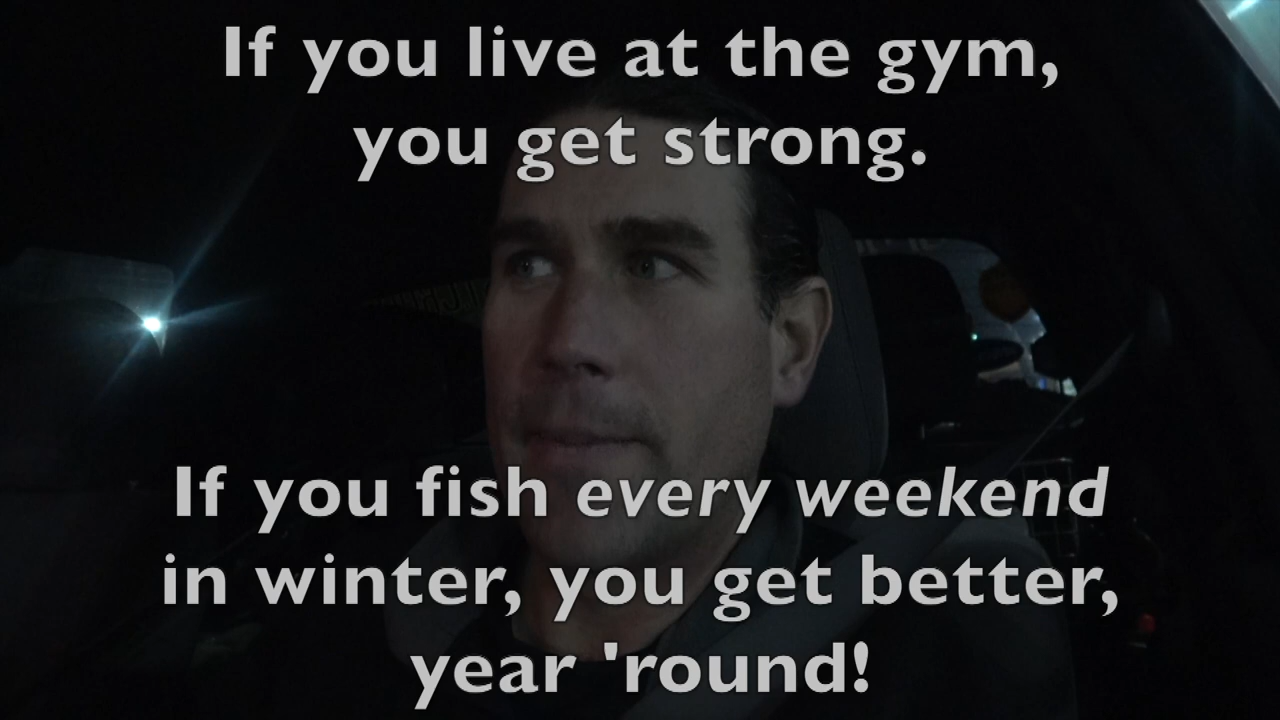 If you live at the gym,
you get strong.
If you fish every weekend
in winter, you get better,
year 'round!